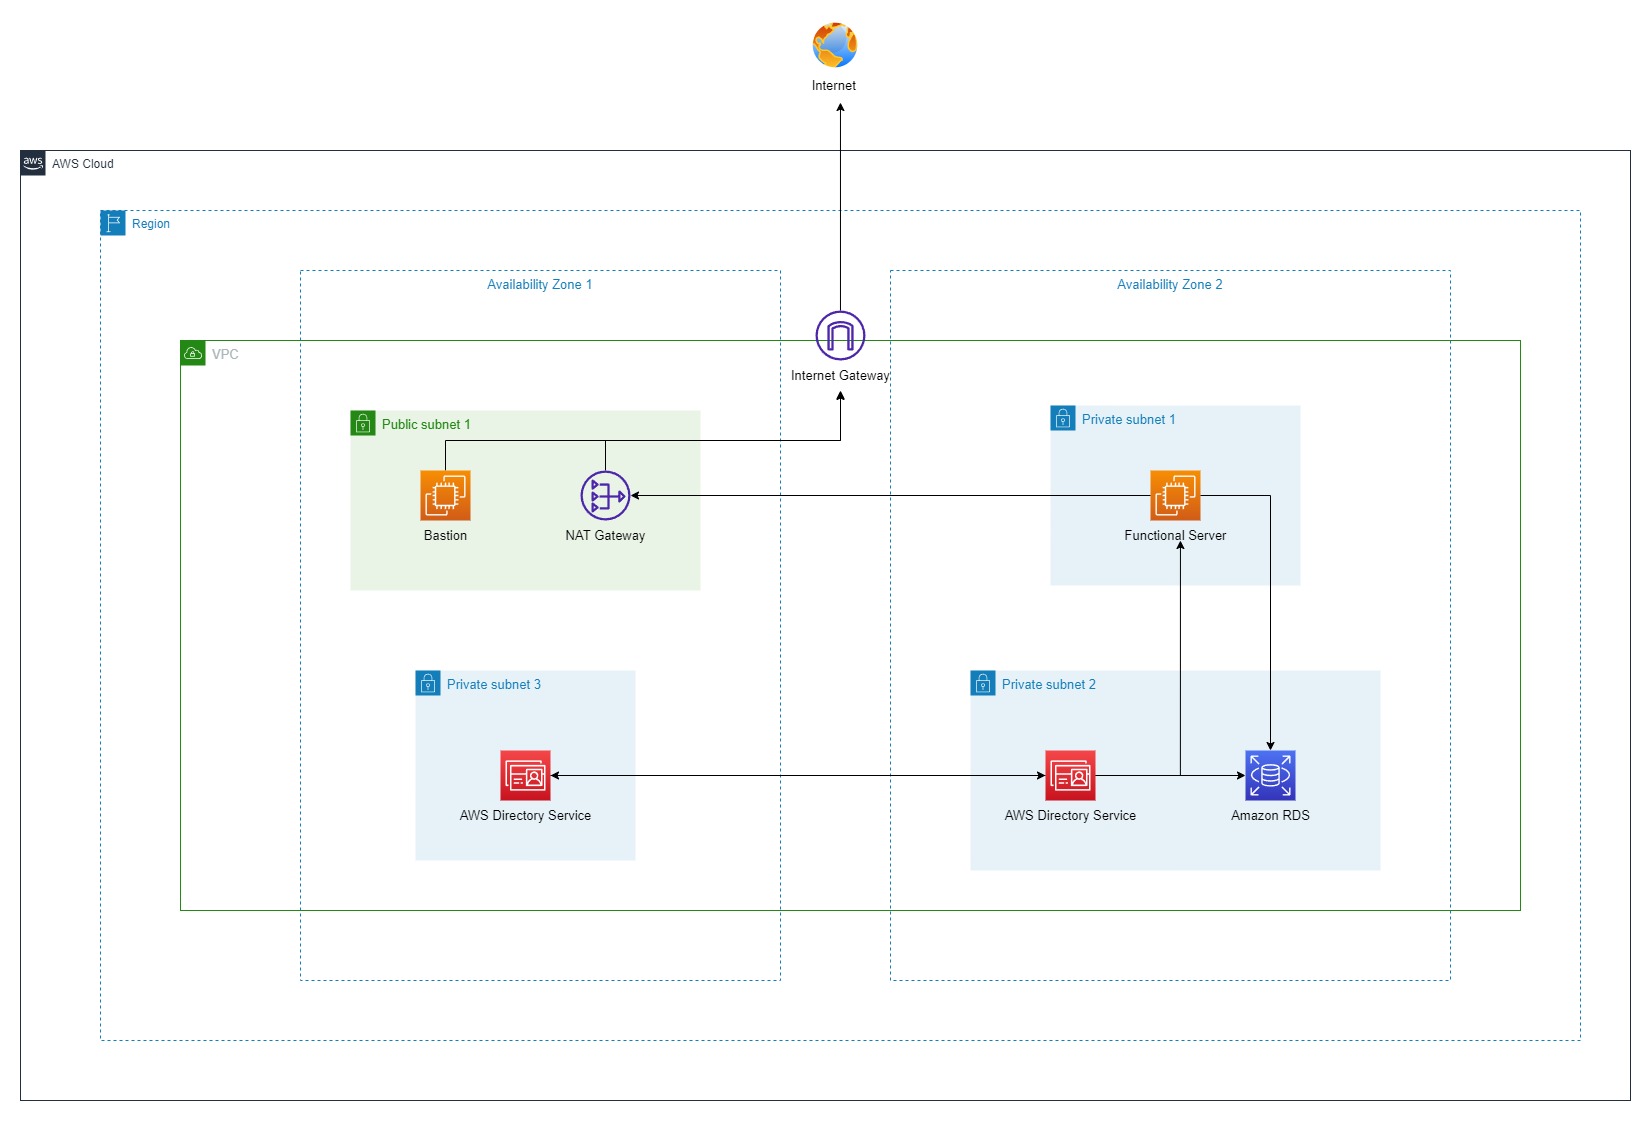 Internet
aws
AWS Cloud
Region
Availability Zone 1
Availability Zone 2
VPC
Internet Gateway
Public subnet 1
Private subnet 1
Bastion
NAT Gateway
Functional Server
Private subnet 3
Private subnet 2
AWS Directory Service
AWS Directory Service
Amazon RDS